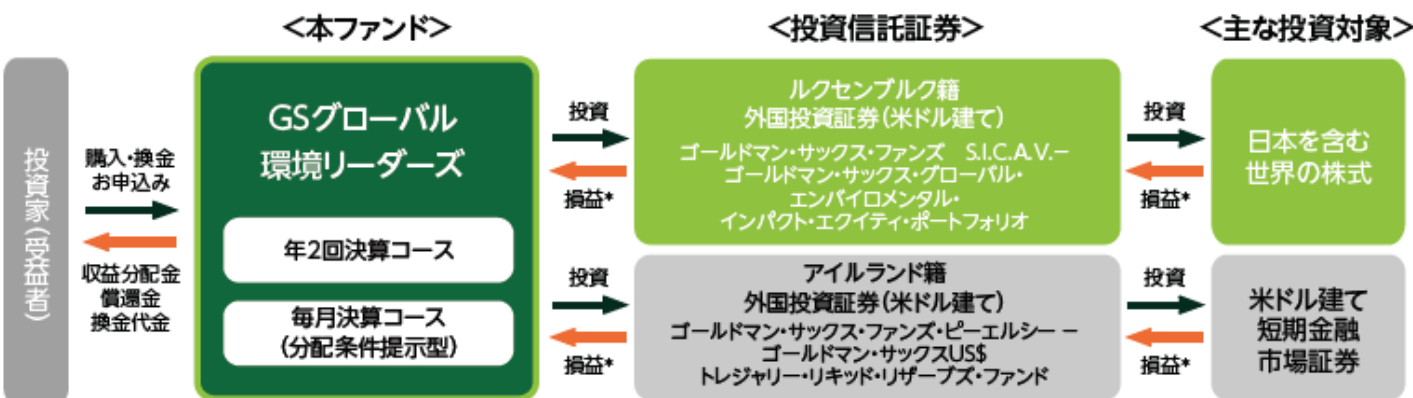 <本ファンド>
<投資信託証券>
<主な投資対象>
投資家(受益者)
購入・換金
お申込み
収益分配金
償還金
換金代金
GSグローバル
環境リーダーズ
年2回決算コース
毎月決算コース
(分配条件提示型)
投資
損益*
投資
損益*
ルクセンブルク籍
外国投資証券(米ドル建て)
ゴールドマン・サックス・ファンズ S.I.C.A.V.−
ゴールドマン・サックス・グローバル・
エンバイロメンタル・
インパクト・エクイティ・ポートフォリオ
アイルランド籍
外国投資証券(米ドル建て)
ゴールドマン・サックス・ファンズ・ピーエルシー −
ゴールドマン・サックスUS$
トレジャリー・リキッド・リザーブズ・ファンド
投資
損益*
投資
損益*
日本を含む
世界の株式
米ドル建て
短期金融
市場証券